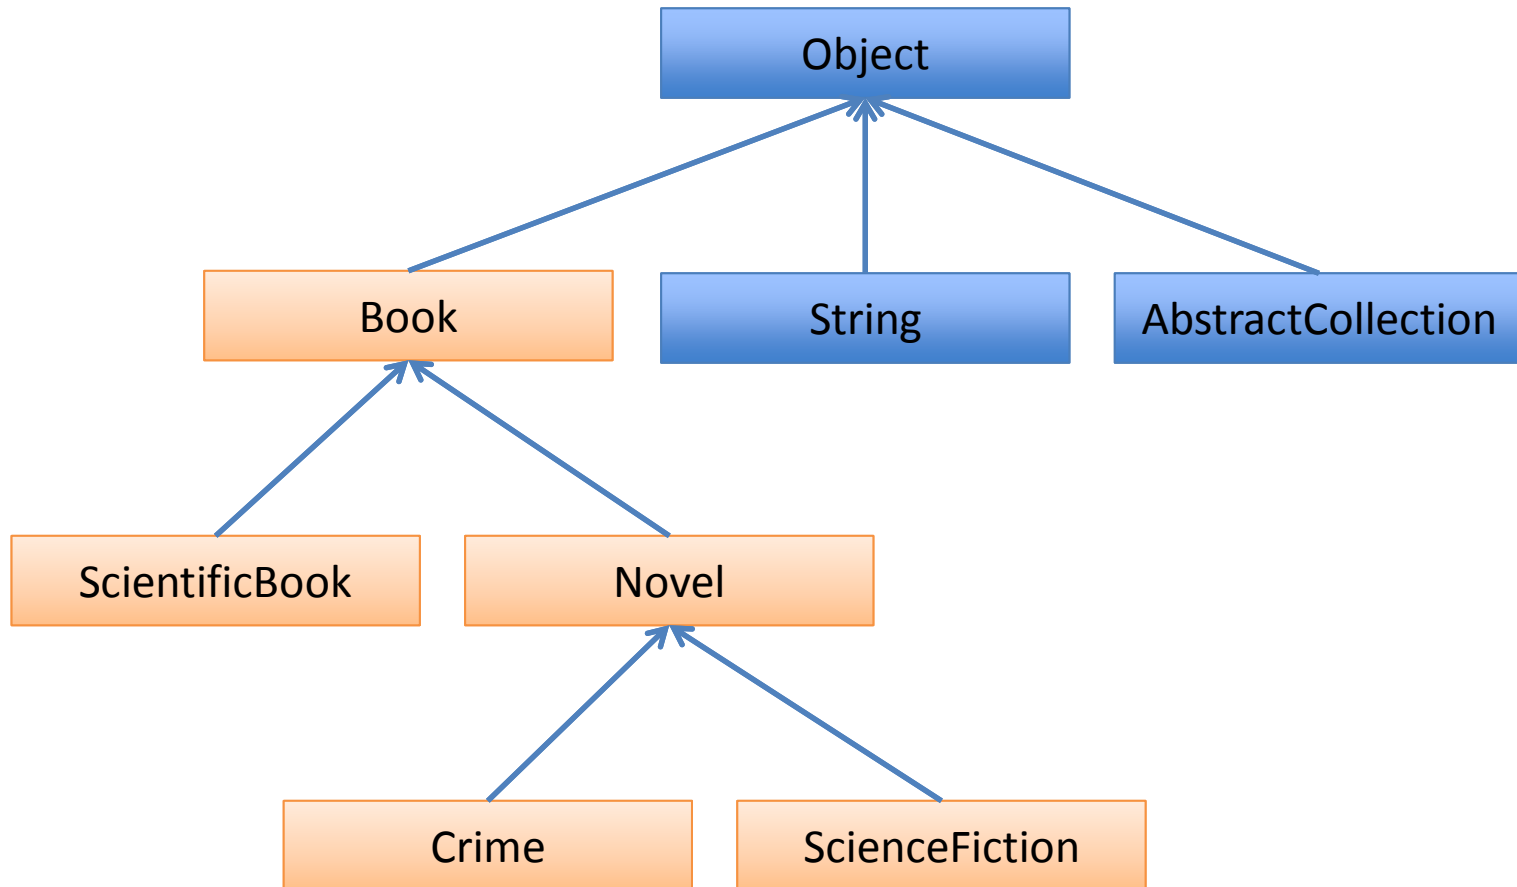 Object
Book
String
AbstractCollection
ScientificBook
Novel
Crime
ScienceFiction